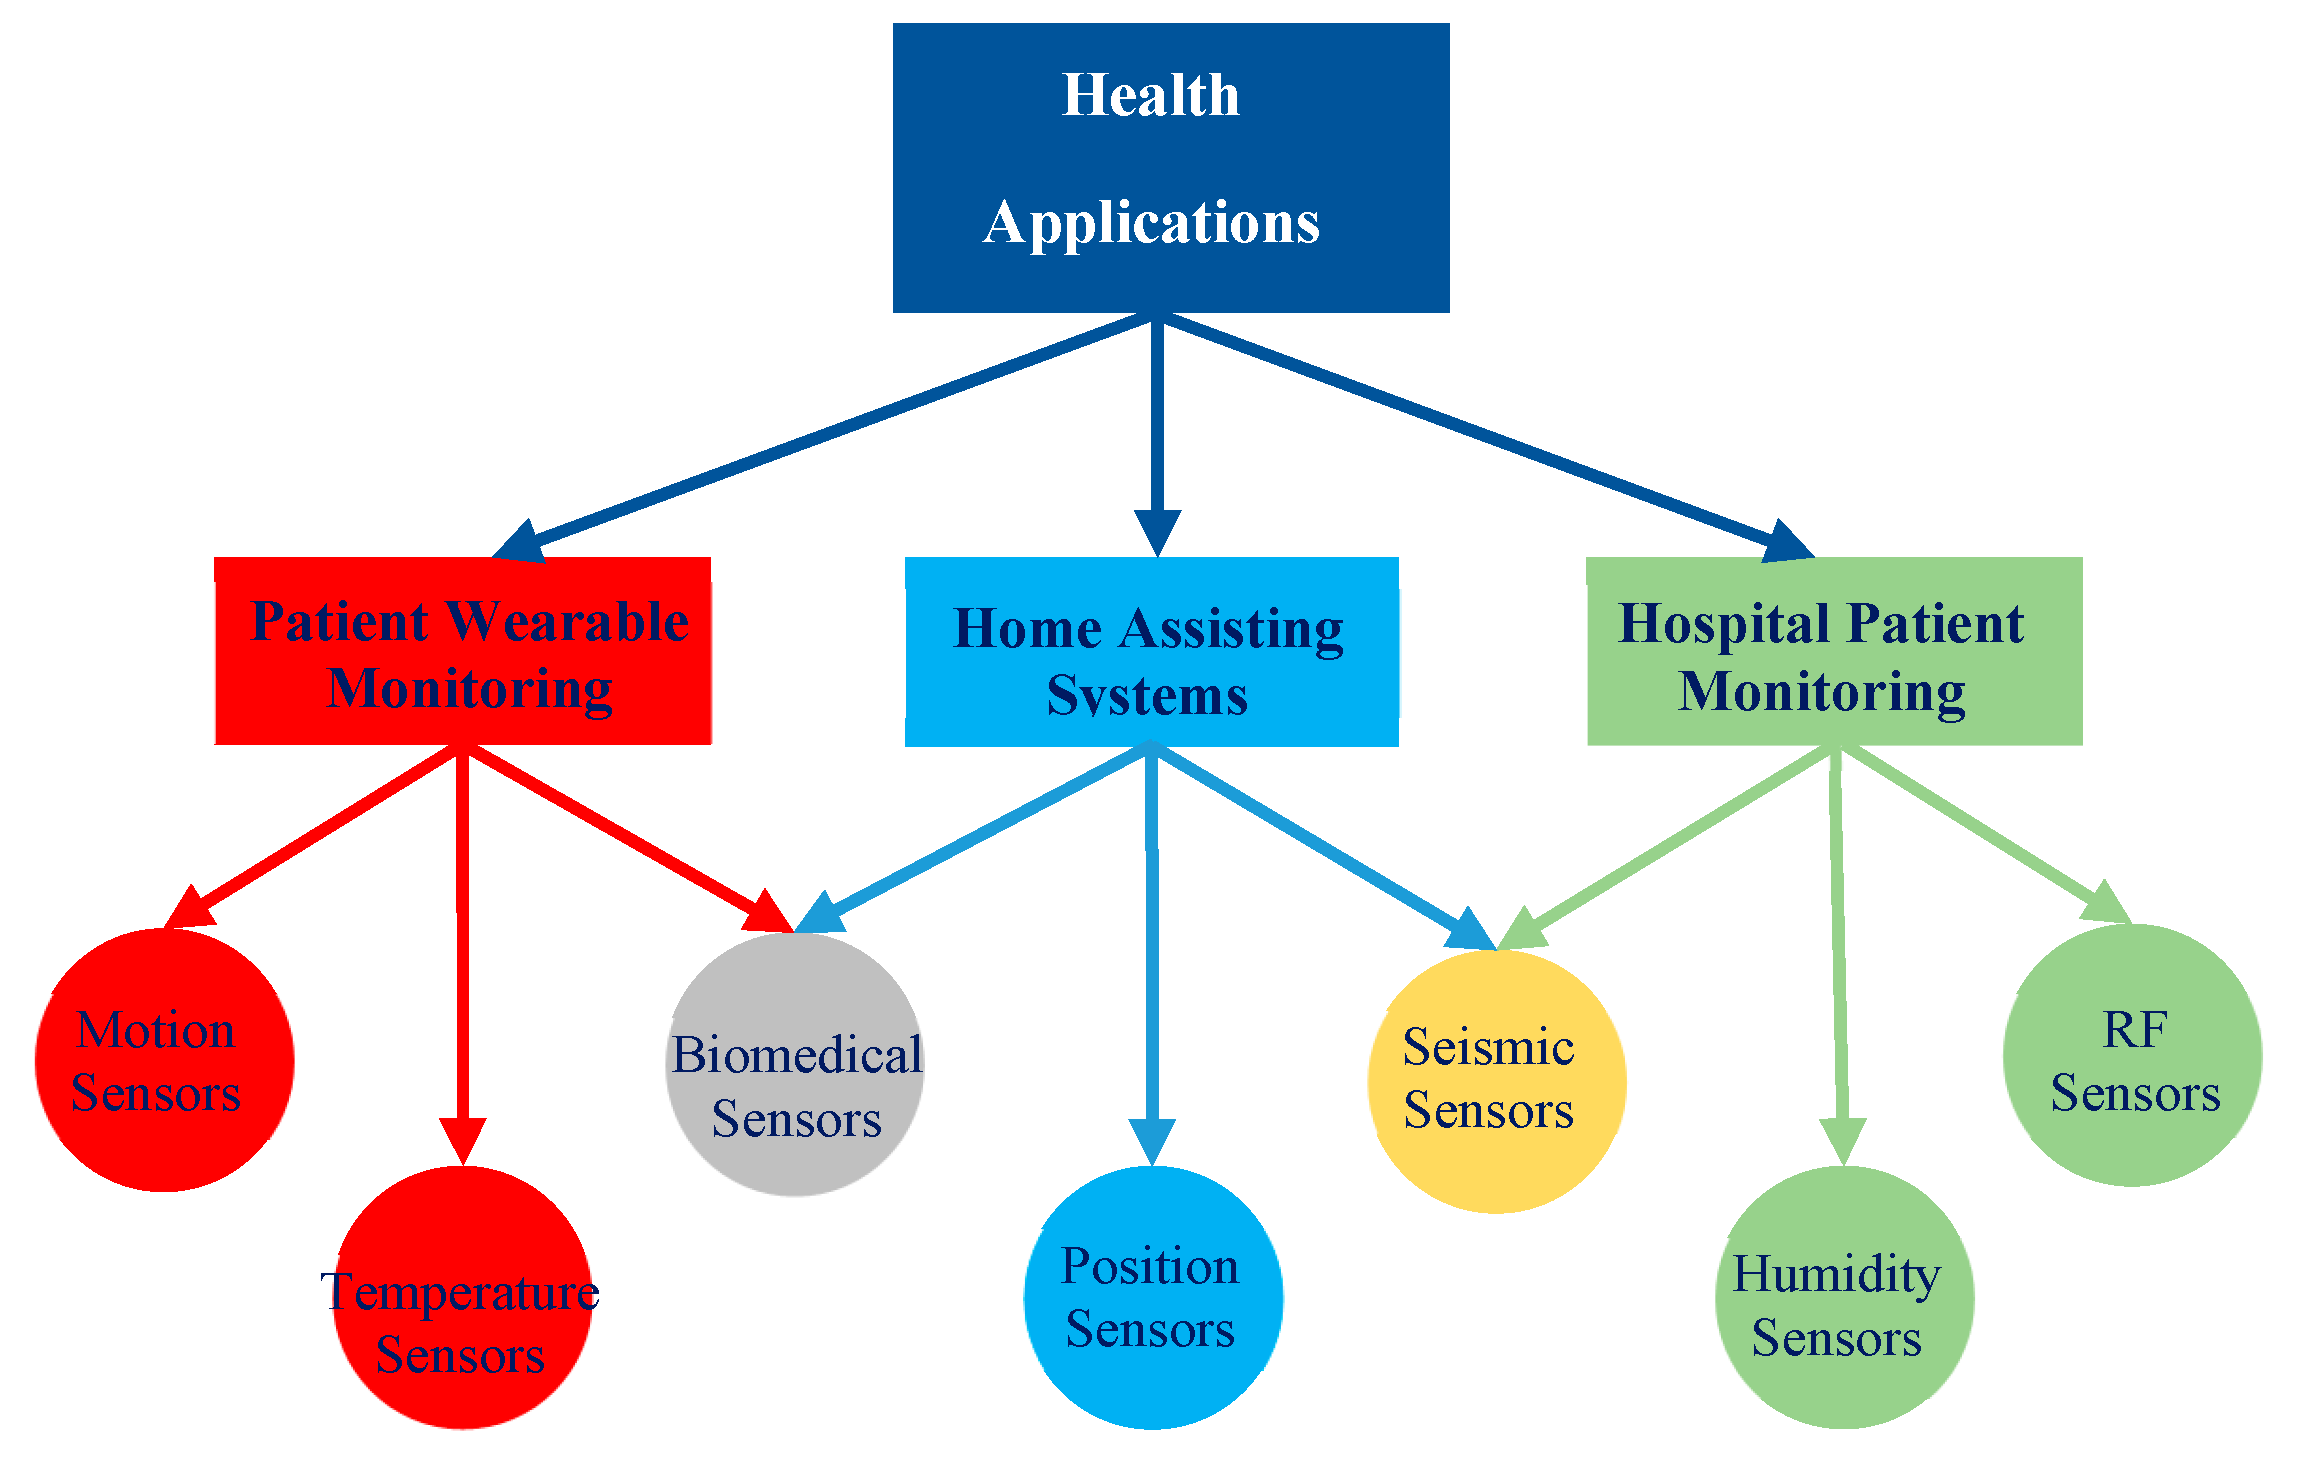 Health
Applications
Patient Wearable
Monitoring
Home Assisting
Systems
Hospital Patient
Monitoring
Motion
Sensors
Temperature
Sensors
Biomedical
Sensors
Position
Sensors
Seismic
Sensors
Humidity
Sensors
RF
Sensors